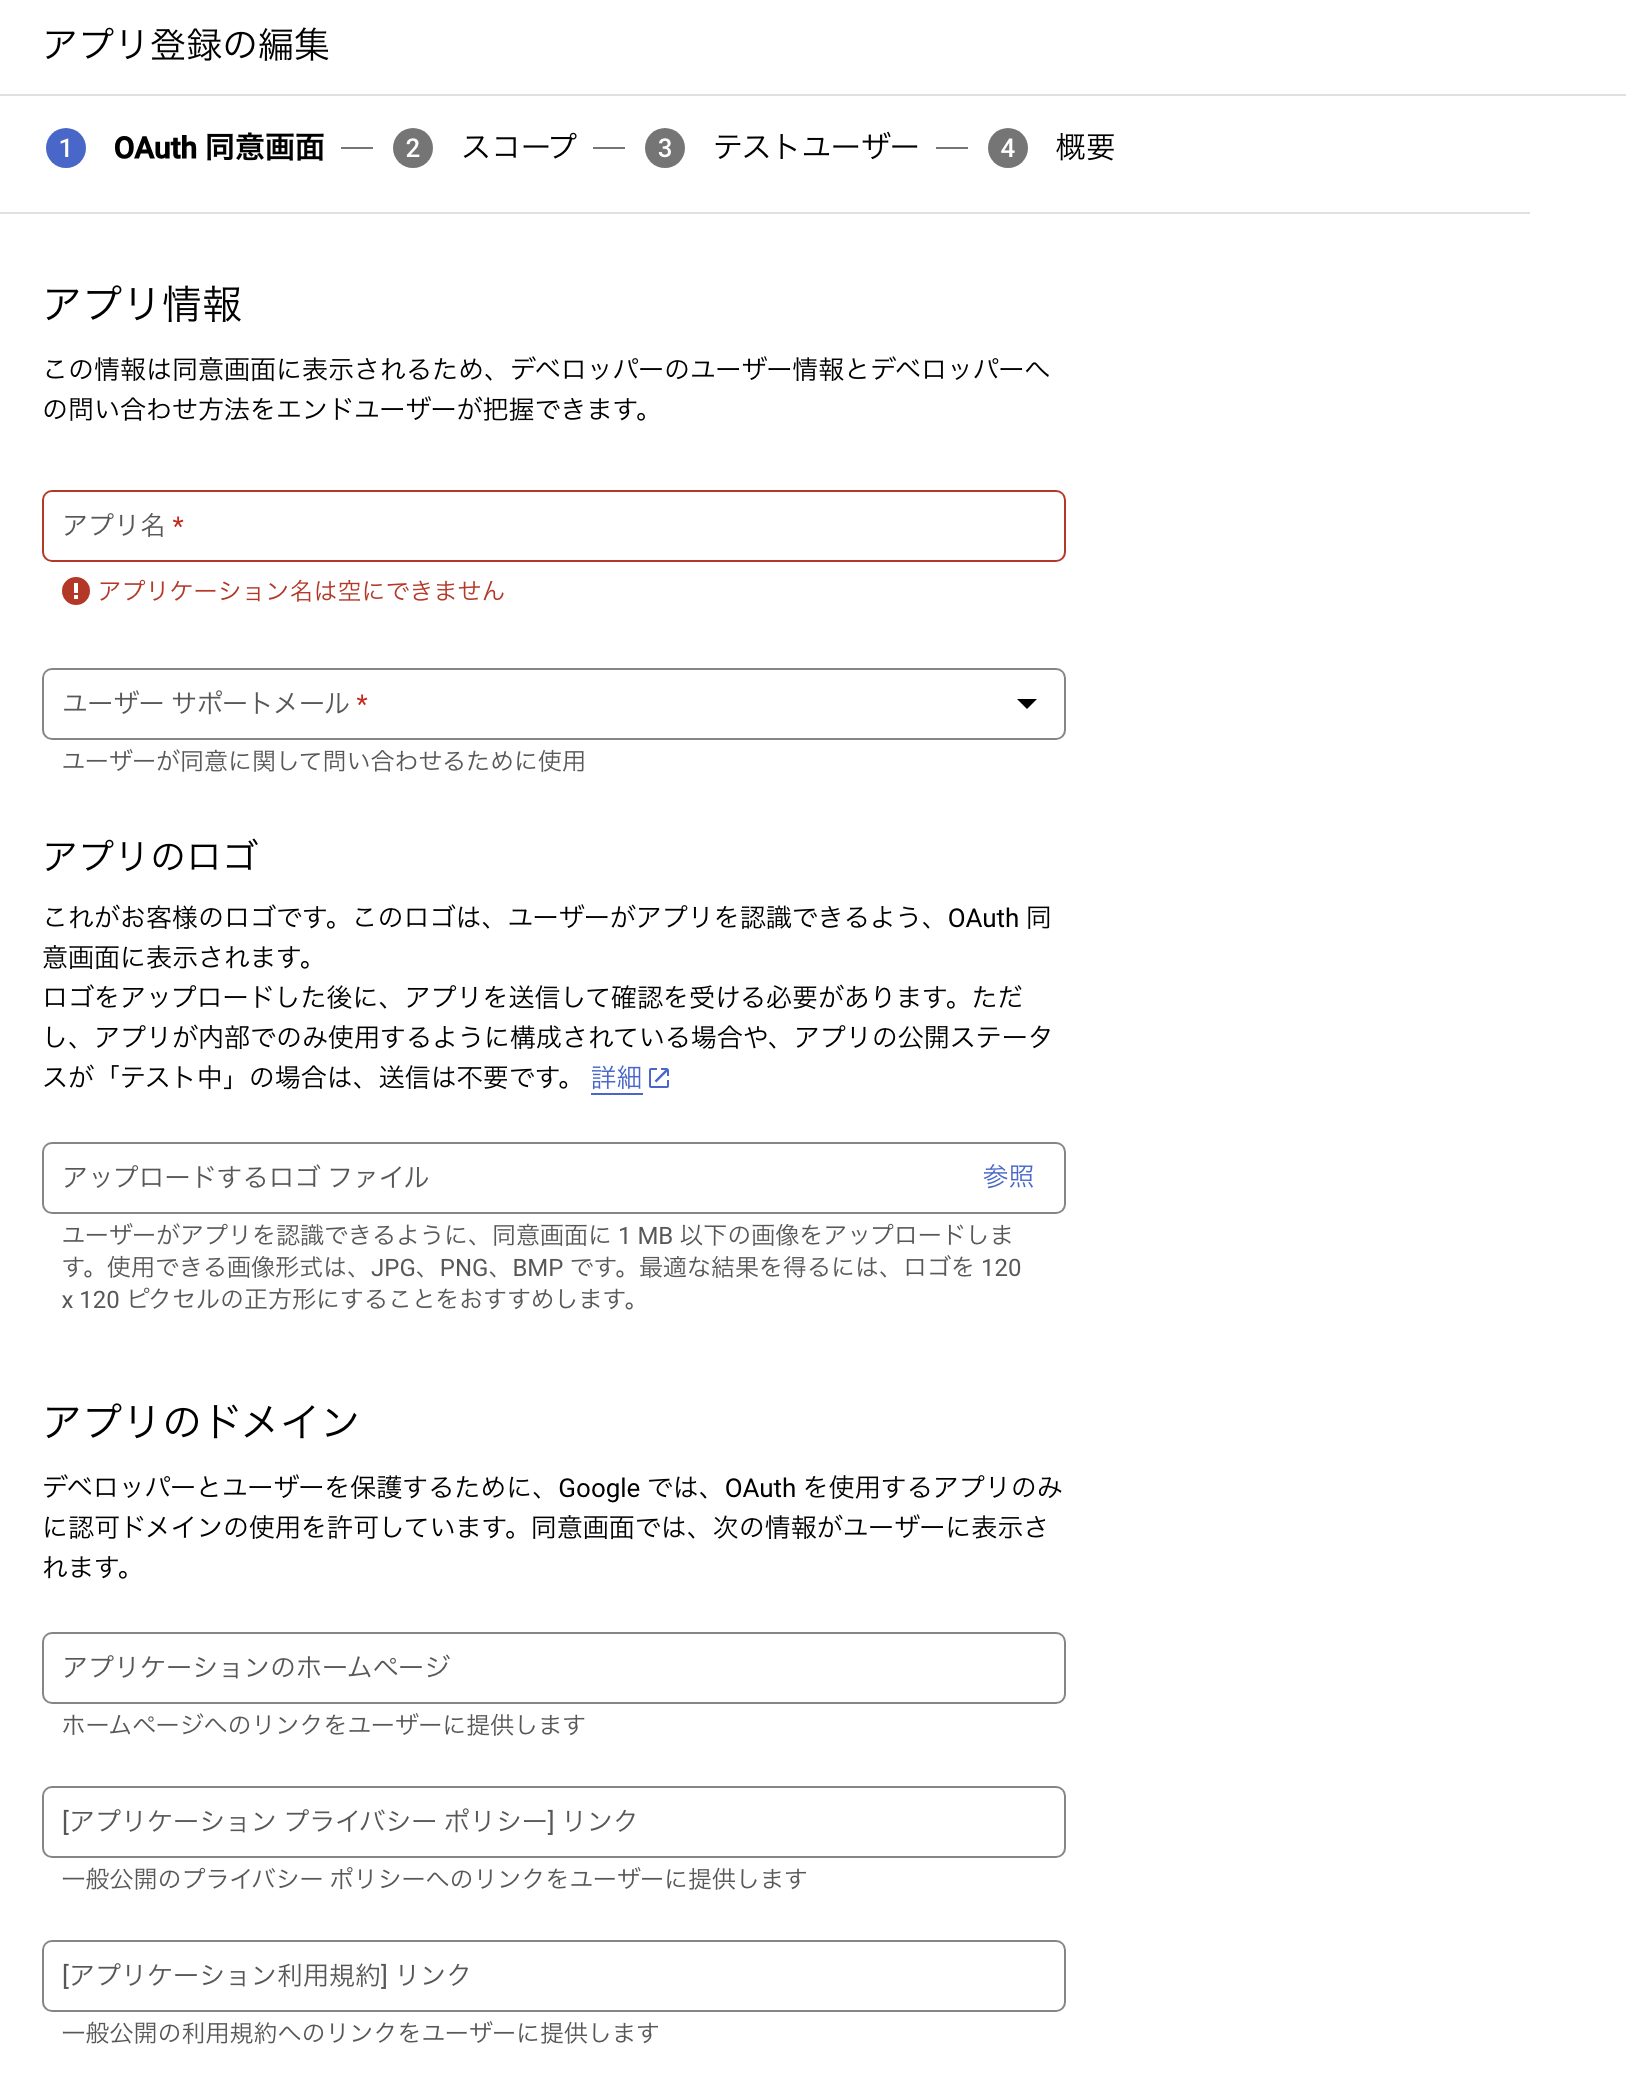 アプリ登録の編集
1 OAuth 同意画面 — 2 スコープ — 3 テストユーザー — 4 概要
アプリ情報
この情報は同意画面に表示されるため、デベロッパーのユーザー情報とデベロッパーへ
の問い合わせ方法をエンドユーザーが把握できます。
アプリ名 *
アプリケーション名は空にできません
ユーザー サポートメール *
ユーザーが同意に関して問い合わせるために使用
アプリのロゴ
これがお客様のロゴです。このロゴは、ユーザーがアプリを認識できるよう、OAuth 同
意画面に表示されます。
ロゴをアップロードした後に、アプリを送信して確認を受ける必要があります。ただ
し、アプリが内部でのみ使用するように構成されている場合や、アプリの公開ステータ
スが「テスト中」の場合は、送信は不要です。 詳細
アップロードするロゴ ファイル 参照
ユーザーがアプリを認識できるように、同意画面に 1 MB 以下の画像をアップロードしま
す。使用できる画像形式は、JPG、PNG、BMP です。最適な結果を得るには、ロゴを 120
x 120 ピクセルの正方形にすることをおすすめします。
アプリのドメイン
デベロッパーとユーザーを保護するために、Google では、OAuth を使用するアプリのみ
に認可ドメインの使用を許可しています。同意画面では、次の情報がユーザーに表示さ
れます。
アプリケーションのホームページ
ホームページへのリンクをユーザーに提供します
[アプリケーション プライバシー ポリシー] リンク
一般公開のプライバシー ポリシーへのリンクをユーザーに提供します
[アプリケーション利用規約] リンク
一般公開の利用規約へのリンクをユーザーに提供します